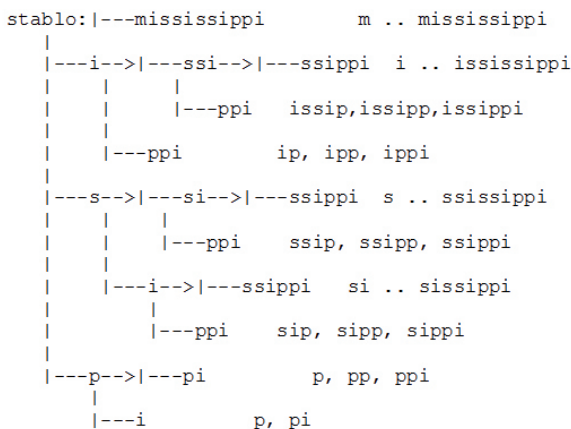 stablo:|---mississippi m .. mississippi
|
|---i-->|---ssi-->|---ssippi i .. ississippi
| | |
| | |---ppi issip,issipp,issippi
| |
| |---ppi ip, ipp, ippi
|
|---s-->|---si-->|---ssippi s .. ssissippi
| | |
| | |---ppi ssip, ssipp, ssippi
| |
| |---i-->|---ssippi si .. sissippi
| |
| |---ppi sip, sipp, sippi
|
|---p-->|---pi p, pp, ppi
|
|---i p, pi